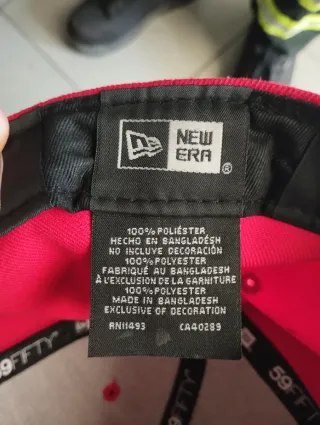 NEW
ERA
®
100% POLIÉSTER
HECHO EN BANGLADÉSH
NO INCLUYE DECORACIÓN
100% POLYESTER
FABRIQUÉ AU BANGLADESH
À L'EXCLUSION DE LA GARNITURE
100% POLYESTER
MADE IN BANGLADESH
EXCLUSIVE OF DECORATION
RN11493 CA40289
59FIFTY
59FIFTY
59FIFTY